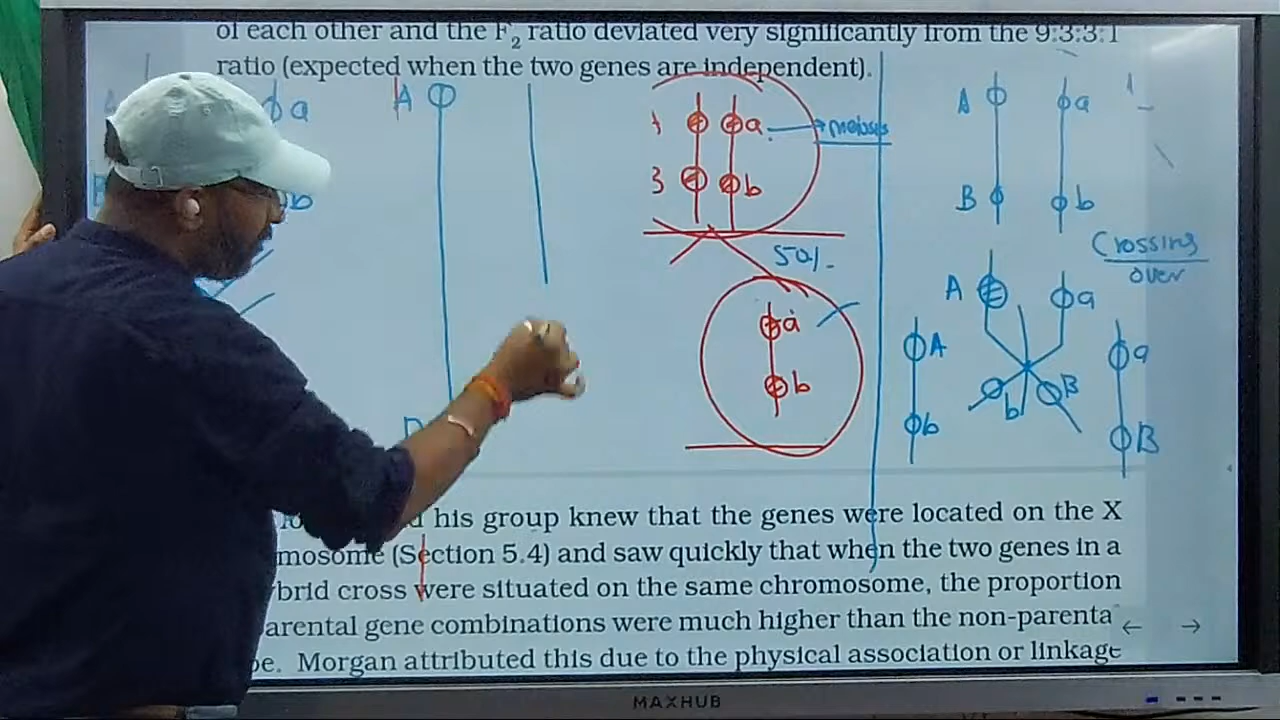 of each other and the F2 ratio deviated very significantly from the 9:3:3:1
ratio (expected when the two genes are independent).
a
b
A
a
B
b
a → meiosis
b
50%
a
b
A
a
B
b
Crossing
over
A
a
b
B
A
b
a
B
his group knew that the genes were located on the X
mosome (Section 5.4) and saw quickly that when the two genes in a
brid cross were situated on the same chromosome, the proportion
arental gene combinations were much higher than the non-parenta
pe. Morgan attributed this due to the physical association or linkage
MAXHUB